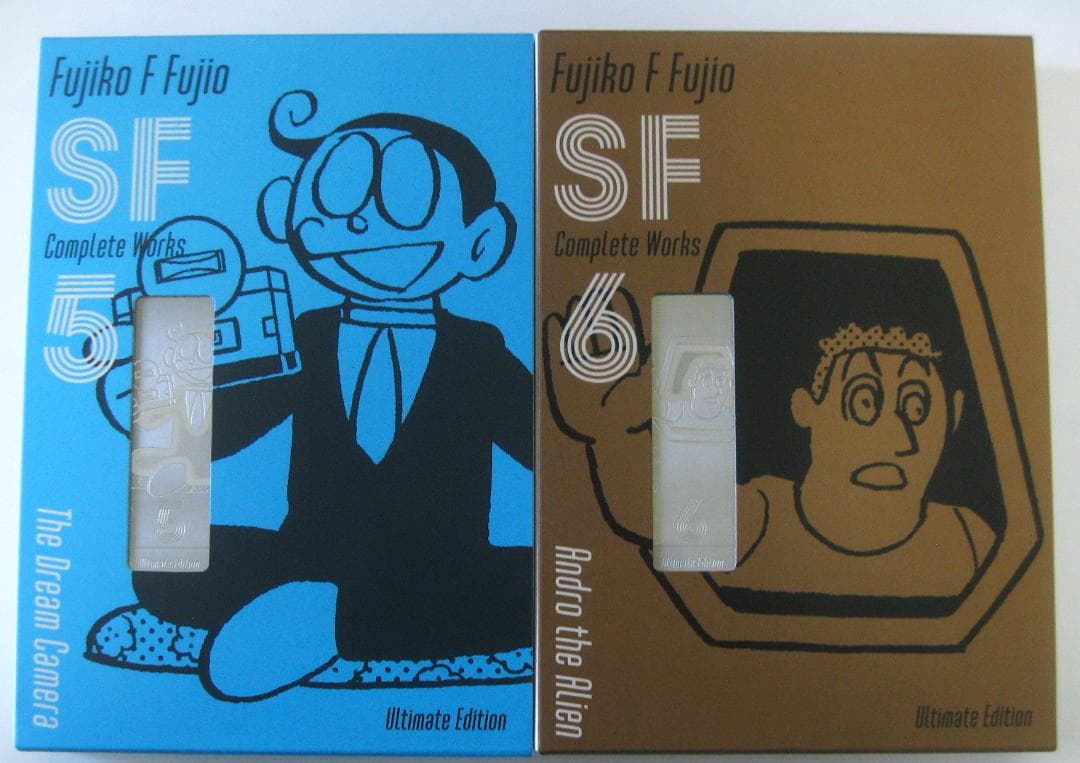 Fujiko F Fujio
SF
Complete Works
5
5
Ultimate Edition
The Dream Camera
Ultimate Edition
Fujiko F Fujio
SF
Complete Works
6
6
Ultimate Edition
Andro the Alien
Ultimate Edition